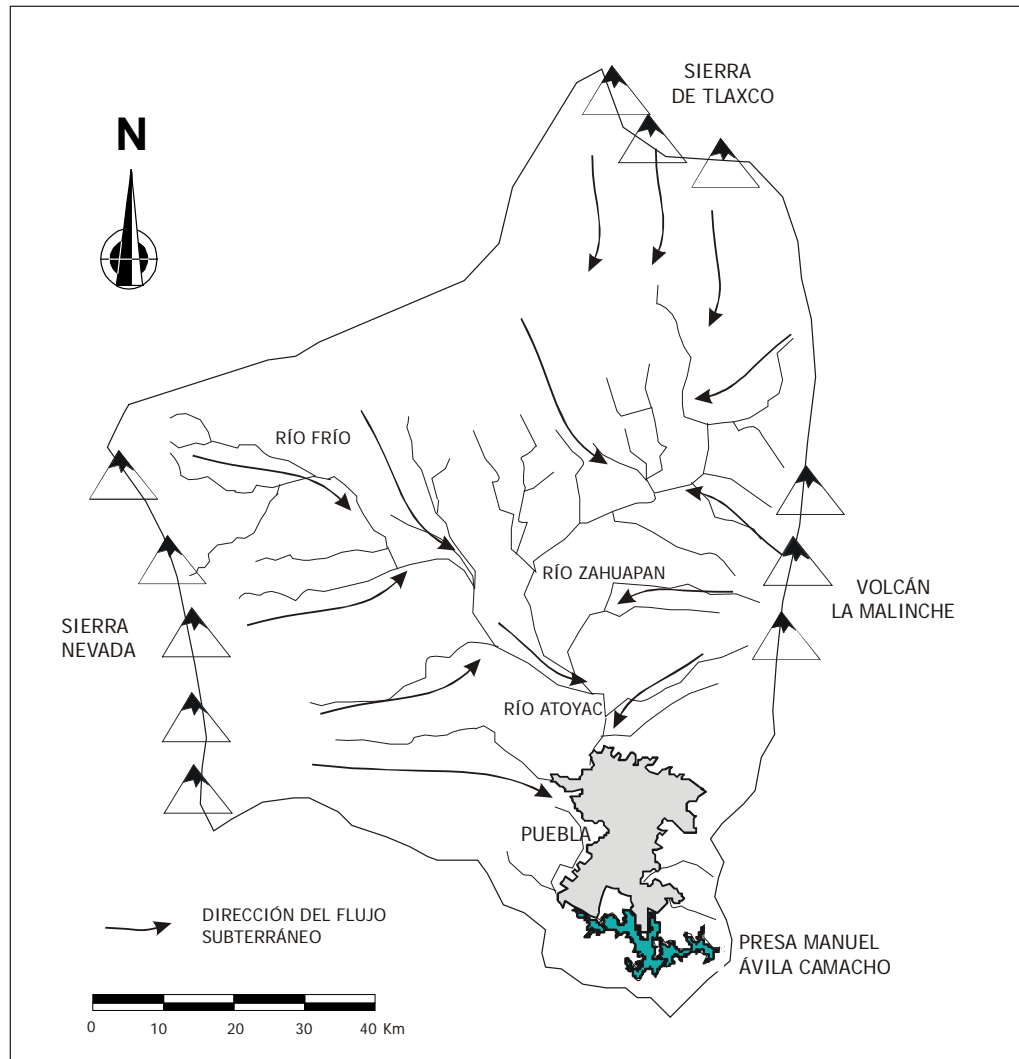 SIERRA
DE TLAXCO
N
RÍO FRÍO
RÍO ZAHUAPAN
VOLCÁN
LA MALINCHE
SIERRA
NEVADA
RÍO ATOYAC
PUEBLA
DIRECCIÓN DEL FLUJO
SUBTERRÁNEO
PRESA MANUEL
ÁVILA CAMACHO
0 10 20 30 40 Km